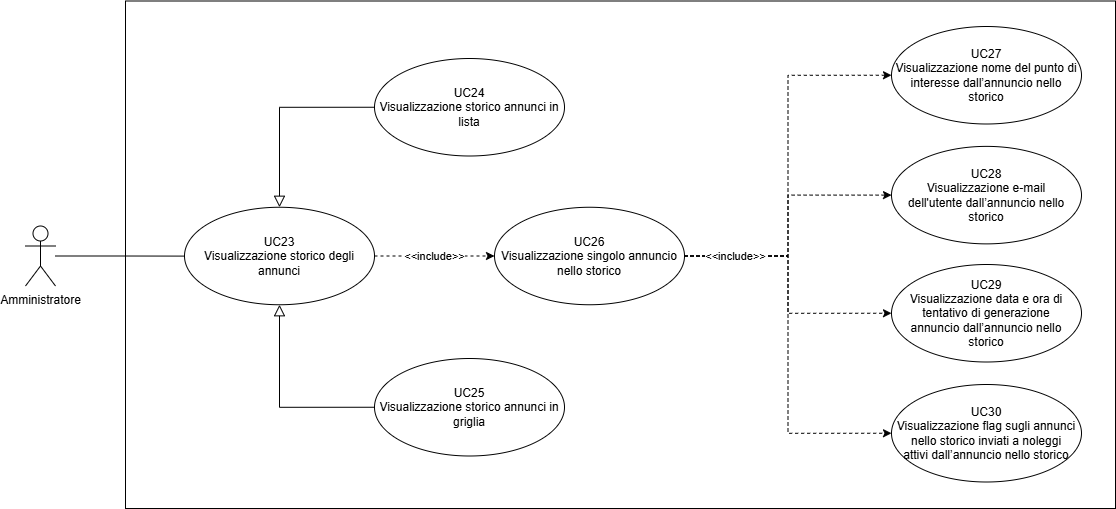 UC27
Visualizzazione nome del punto di
interesse dall'annuncio nello
storico
UC24
Visualizzazione storico annunci in
lista
UC28
Visualizzazione e-mail
dell'utente dall'annuncio nello
storico
UC23
Visualizzazione storico degli
annunci
<<include>>
UC26
Visualizzazione singolo annuncio
nello storico
<<include>>
Amministratore
UC29
Visualizzazione data e ora di
tentativo di generazione
annuncio dall'annuncio nello
storico
UC25
Visualizzazione storico annunci in
griglia
UC30
Visualizzazione flag sugli annunci
nello storico inviati a noleggi
attivi dall'annuncio nello storico